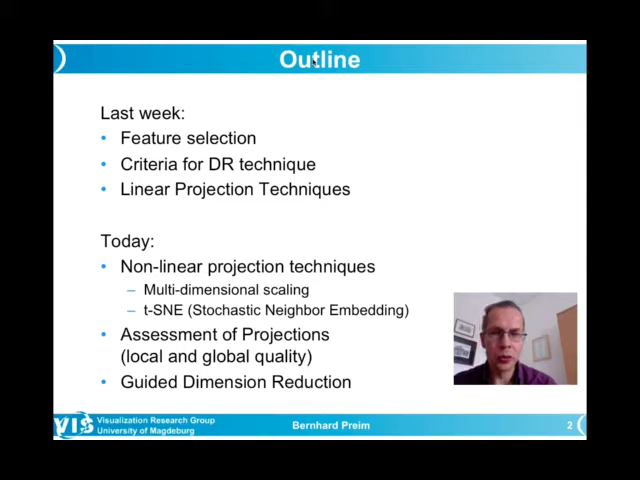 Outline
Last week:
• Feature selection
• Criteria for DR technique
• Linear Projection Techniques
Today:
• Non-linear projection techniques
– Multi-dimensional scaling
– t-SNE (Stochastic Neighbor Embedding)
• Assessment of Projections
(local and global quality)
• Guided Dimension Reduction
VIS
Visualization Research Group
University of Magdeburg
Bernhard Preim
2